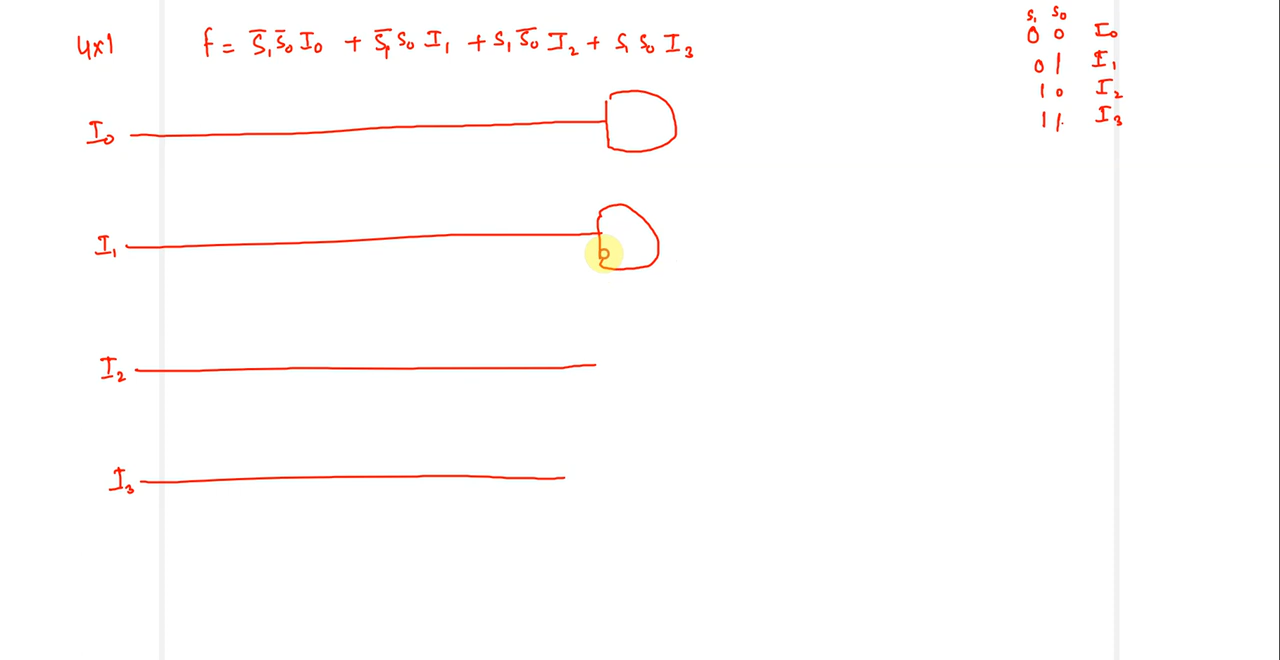 4x1 f = S̅₁S̅₀I₀ + S̅₁S₀I₁ + S₁S̅₀I₂ + S₁S₀I₃
S₁ S₀
0 0 I₀
0 1 I₁
1 0 I₂
1 1 I₃
I₀
I₁
I₂
I₃